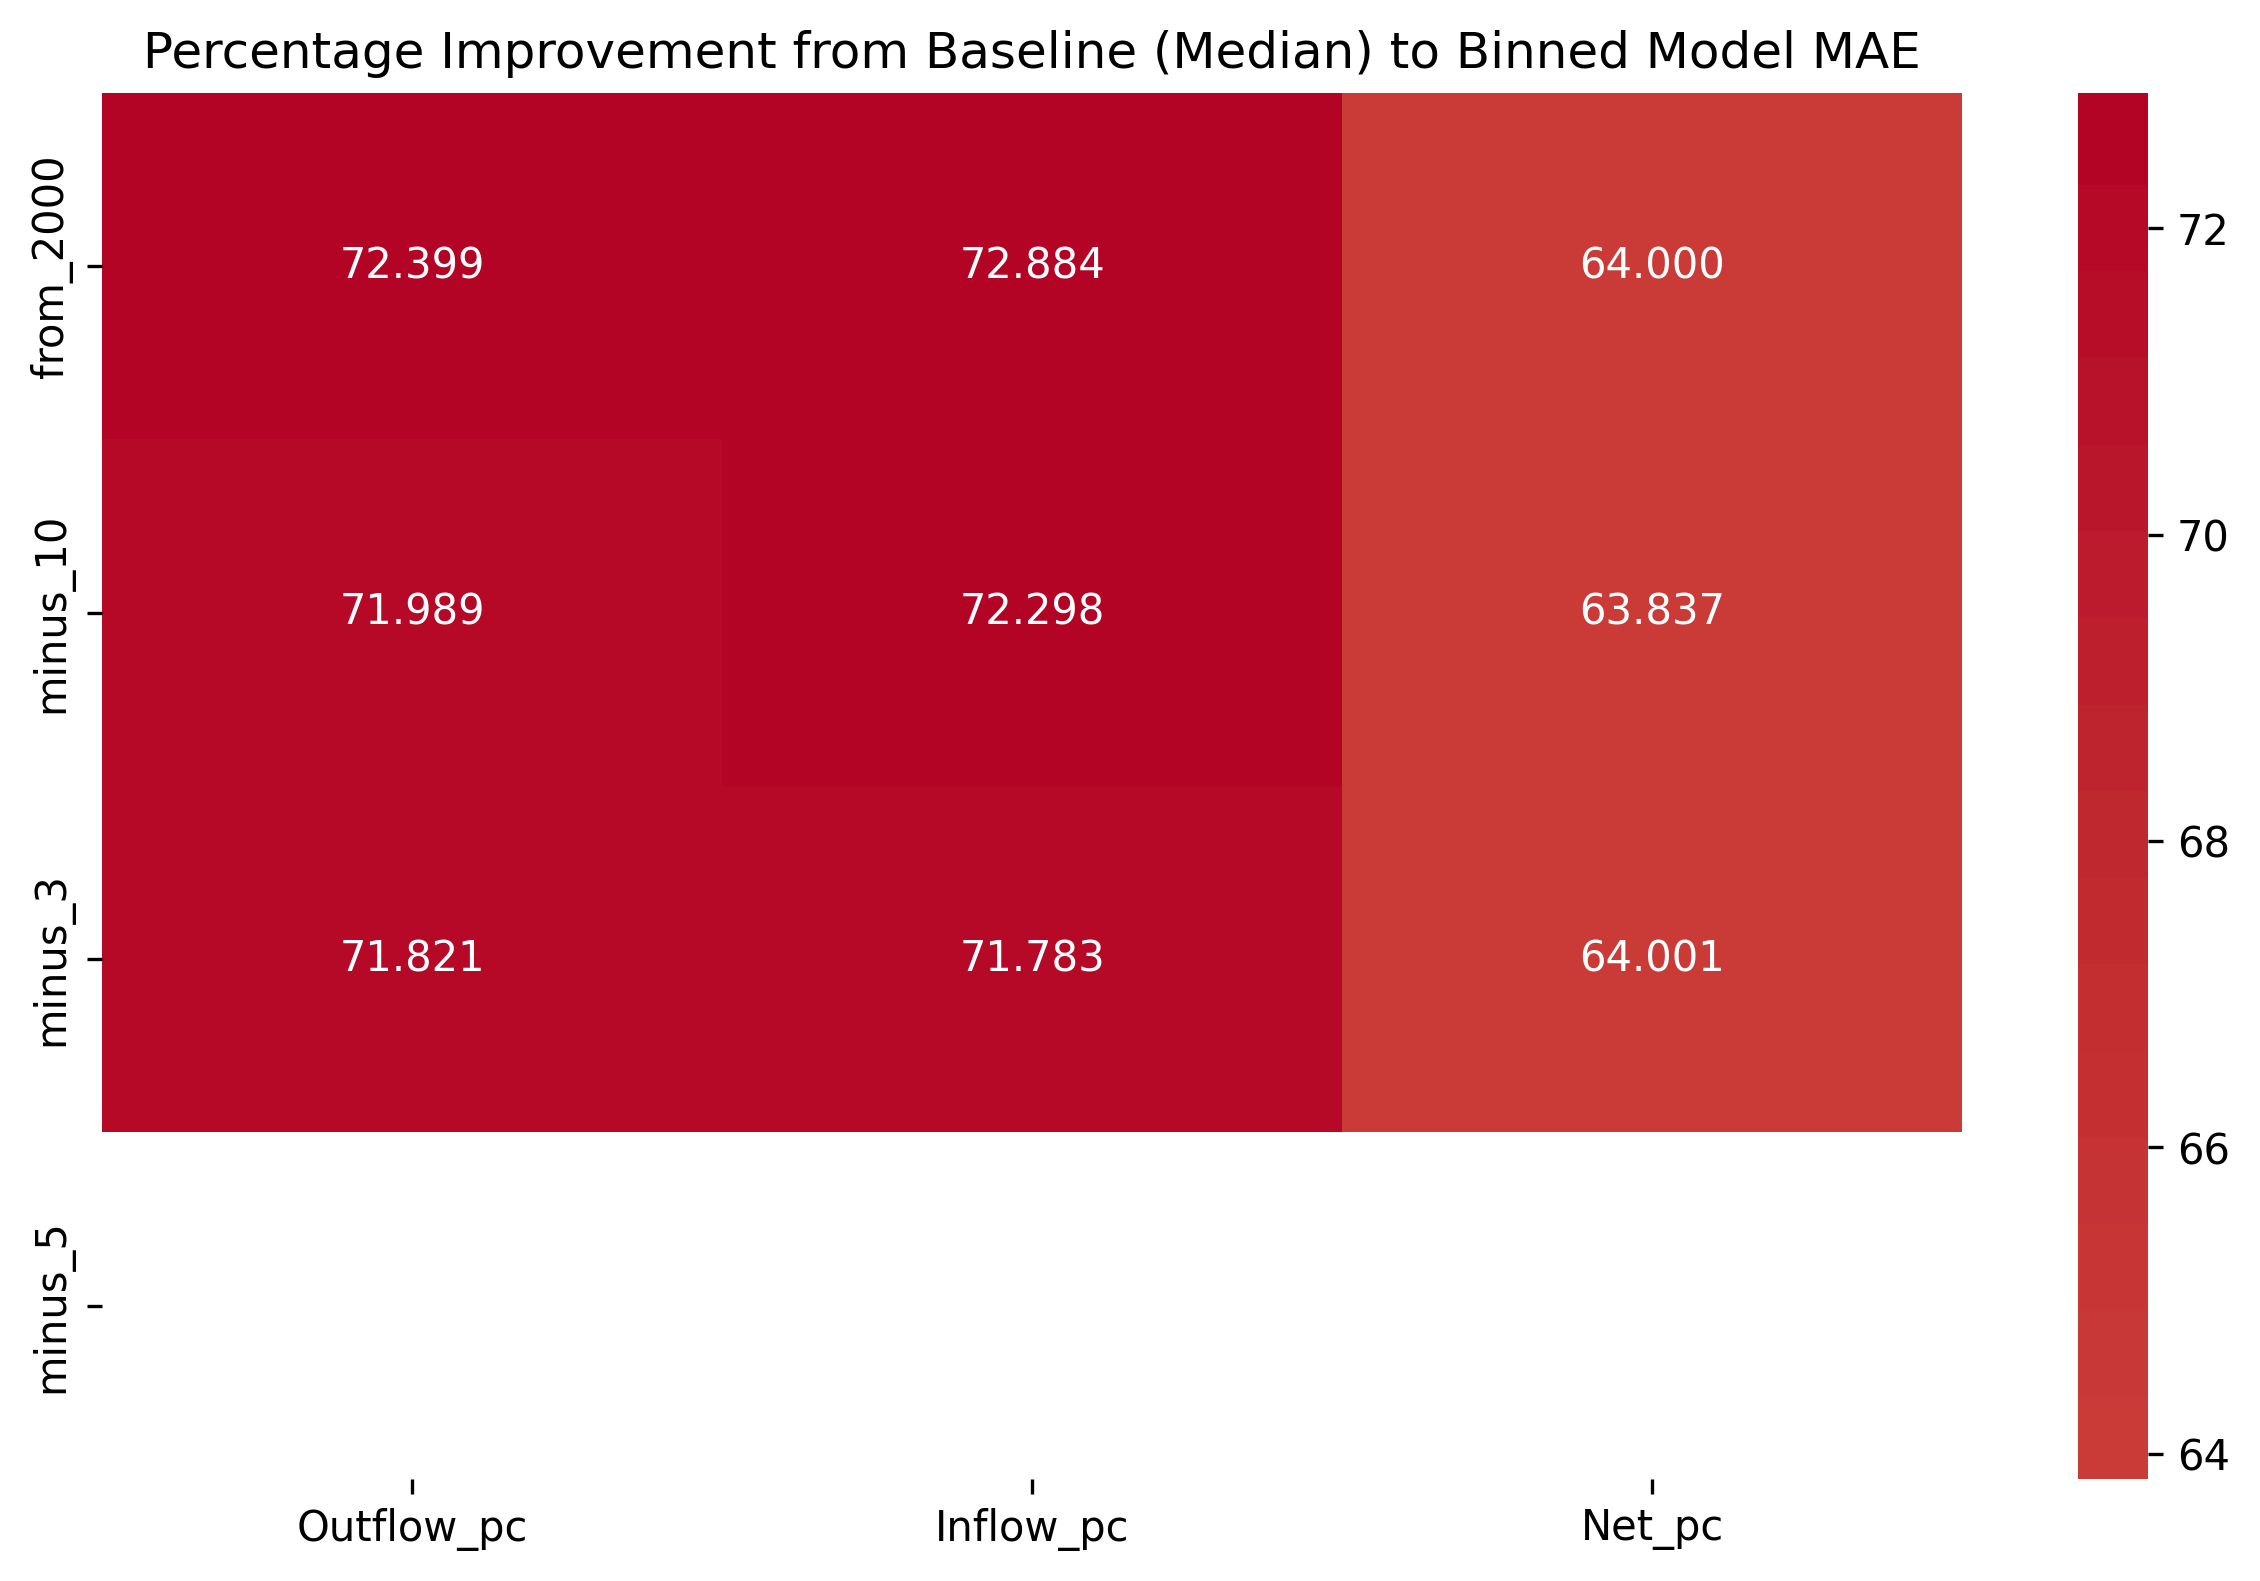 Percentage Improvement from Baseline (Median) to Binned Model MAE
from_2000
72.399
72.884
64.000
minus_10
71.989
72.298
63.837
minus_3
71.821
71.783
64.001
minus_5
Outflow_pc
Inflow_pc
Net_pc
72
70
68
66
64